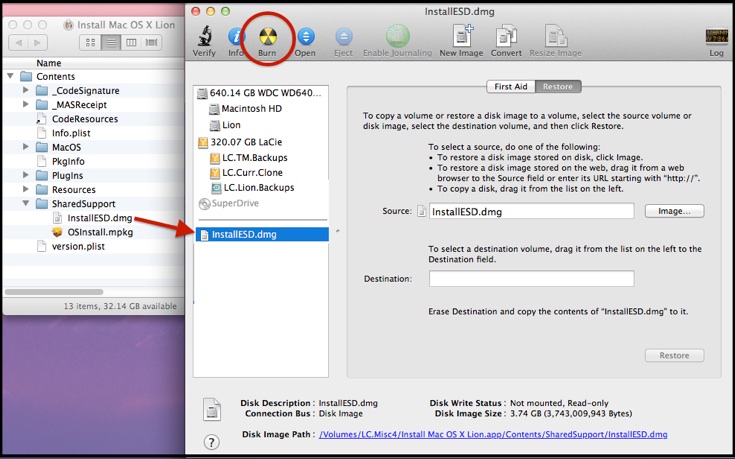 Install Mac OS X Lion
Name
Contents
_CodeSignature
_MASReceipt
CodeResources
Info.plist
MacOS
PkgInfo
PlugIns
Resources
SharedSupport
InstallESD.dmg
OSInstall.mpkg
version.plist
13 items, 32.14 GB available
InstallESD.dmg
Verify Info Burn Open Eject Enable Journaling New Image Convert Resize Image Log
640.14 GB WDC WD640...
Macintosh HD
Lion
320.07 GB LaCie
LC.TM.Backups
LC.Curr.Clone
LC.Lion.Backups
SuperDrive
InstallESD.dmg
First Aid Restore
To copy a volume or restore a disk image to a volume, select the source volume or
disk image, select the destination volume, and then click Restore.
To select a source, do one of the following:
• To restore a disk image stored on disk, click Image.
• To restore a disk image stored on the web, drag it from a web
browser to the Source field or enter its URL starting with “http://”.
• To copy a disk, drag it from the list on the left.
Source: InstallESD.dmg Image...
To select a destination volume, drag it from the list on the left to the
Destination field.
Destination:
Erase Destination and copy the contents of “InstallESD.dmg” to it.
Restore
Disk Description : InstallESD.dmg
Connection Bus : Disk Image
Disk Write Status : Not mounted, Read-only
Disk Image Size : 3.74 GB (3,743,009,943 Bytes)
Disk Image Path : /Volumes/LC.Misc4/Install Mac OS X Lion.app/Contents/SharedSupport/InstallESD.dmg
?